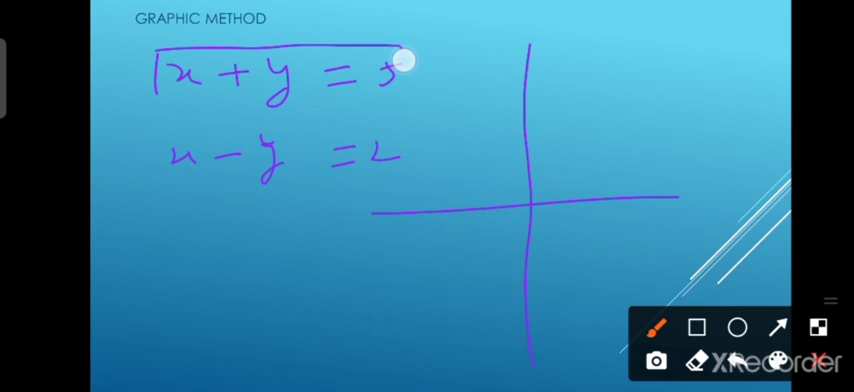 GRAPHIC METHOD
x + y = 5
x - y = 2
XRecorder